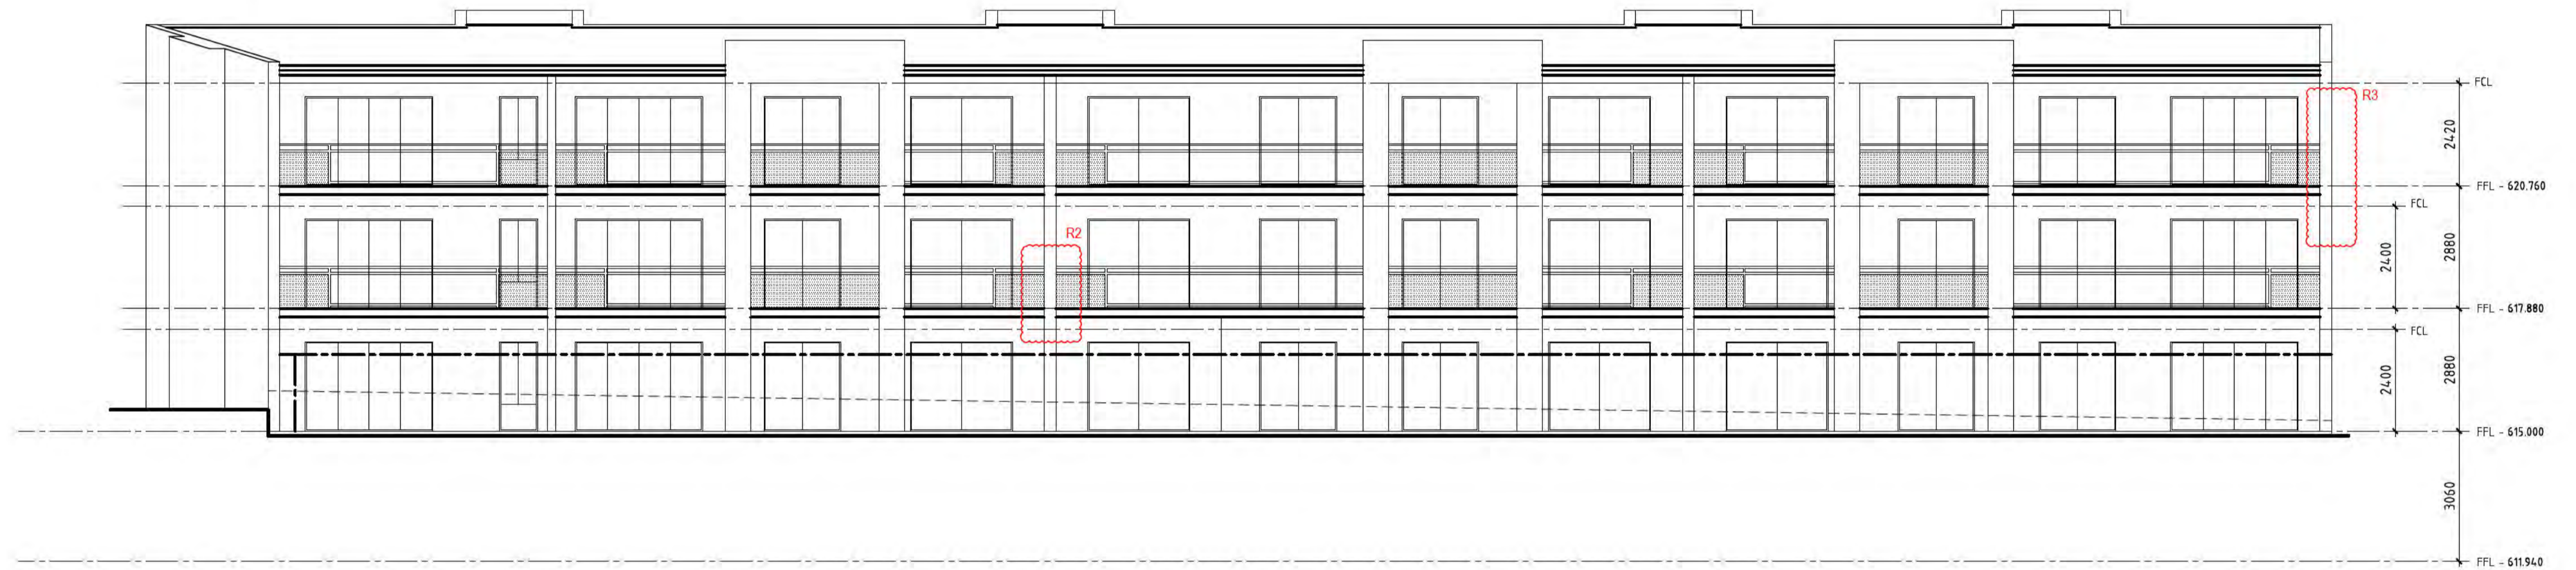 FCL
R3
2420
FFL - 620.760
FCL
R2
2400
2880
FFL - 617.880
FCL
2400
2880
FFL - 615.000
3060
FFL - 611.940